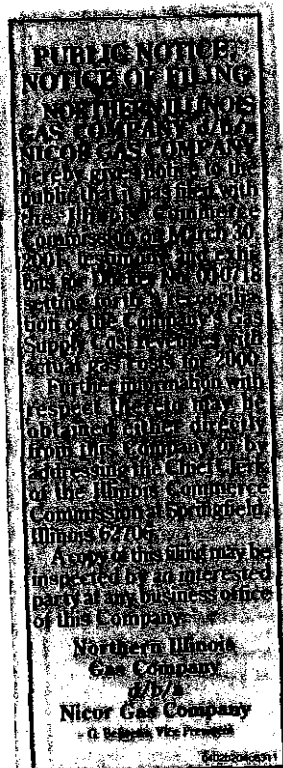 PUBLIC NOTICE
NOTICE OF FILING
NORTHERN ILLINOIS
GAS COMPANY d/b/a
NICOR GAS COMPANY
hereby gives notice to the
public that it has filed with
the Illinois Commerce
Commission on March 30,
2001, testimony and exhi-
bits for Docket No.
setting forth a reconcilia-
tion of the Company's Gas
Supply Cost revenues with
actual gas costs for 2000.
Further information with
respect thereto may be
obtained either directly
from this Company or by
addressing the Chief Clerk
of the Illinois Commerce
Commission at Springfield,
Illinois 62706.
A copy of this filing may be
inspected by an interested
party at any business office
of this Company.
Northern Illinois
Gas Company
d/b/a
Nicor Gas Company
Vice President